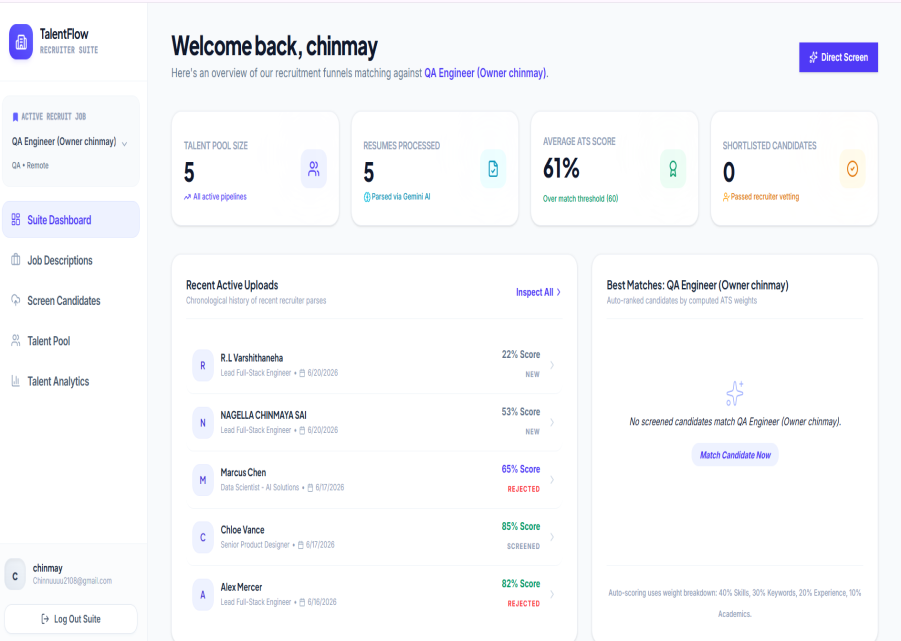 TalentFlow
RECRUITER SUITE
ACTIVE RECRUIT JOB
QA Engineer (Owner chinmay)
QA • Remote
Suite Dashboard
Job Descriptions
Screen Candidates
Talent Pool
Talent Analytics
C
chinmay
Chinnuuuu2108@gmail.com
Log Out Suite
Welcome back, chinmay
Here's an overview of our recruitment funnels matching against QA Engineer (Owner chinmay).
Direct Screen
TALENT POOL SIZE
5
All active pipelines
RESUMES PROCESSED
5
Parsed via Gemini AI
AVERAGE ATS SCORE
61%
Over match threshold (60)
SHORTLISTED CANDIDATES
0
Passed recruiter vetting
Recent Active Uploads
Chronological history of recent recruiter parses
Inspect All
R
R.L Varshithaneha
Lead Full-Stack Engineer • 6/20/2026
22% Score
NEW
N
NAGELLA CHINMAYA SAI
Lead Full-Stack Engineer • 6/20/2026
53% Score
NEW
M
Marcus Chen
Data Scientist - AI Solutions • 6/17/2026
65% Score
REJECTED
C
Chloe Vance
Senior Product Designer • 6/17/2026
85% Score
SCREENED
A
Alex Mercer
Lead Full-Stack Engineer • 6/16/2026
82% Score
REJECTED
Best Matches: QA Engineer (Owner chinmay)
Auto-ranked candidates by computed ATS weights
No screened candidates match QA Engineer (Owner chinmay).
Match Candidate Now
Auto-scoring uses weight breakdown: 40% Skills, 30% Keywords, 20% Experience, 10%
Academics.